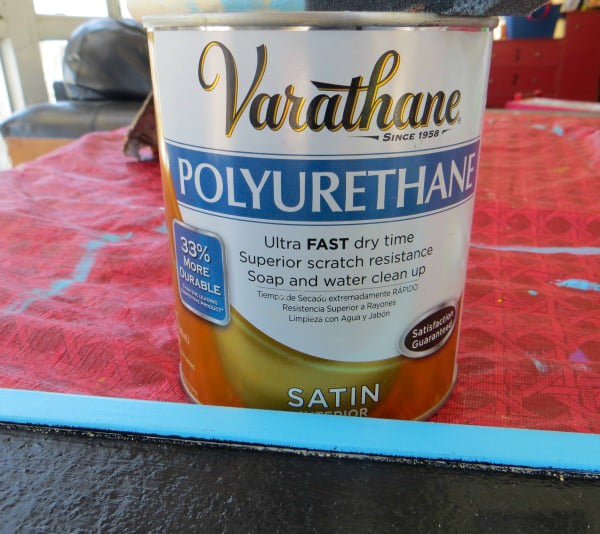 Varathane
SINCE 1958
POLYURETHANE
33%
MORE
DURABLE
Ultra FAST dry time
Superior scratch resistance
Soap and water clean up
Tiempo de Secado extremadamente RÁPIDO
Resistencia Superior a Rayones
Limpieza con Agua y Jabón
Satisfaction
Guaranteed
SATIN